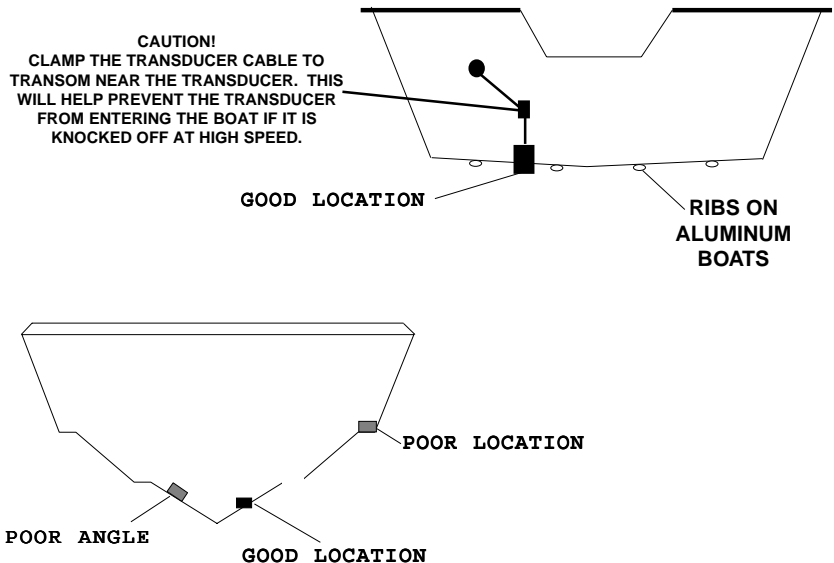 CAUTION!
CLAMP THE TRANSDUCER CABLE TO
TRANSOM NEAR THE TRANSDUCER.  THIS
WILL HELP PREVENT THE TRANSDUCER
FROM ENTERING THE BOAT IF IT IS
KNOCKED OFF AT HIGH SPEED.
GOOD LOCATION
RIBS ON
ALUMINUM
BOATS
POOR LOCATION
POOR ANGLE
GOOD LOCATION